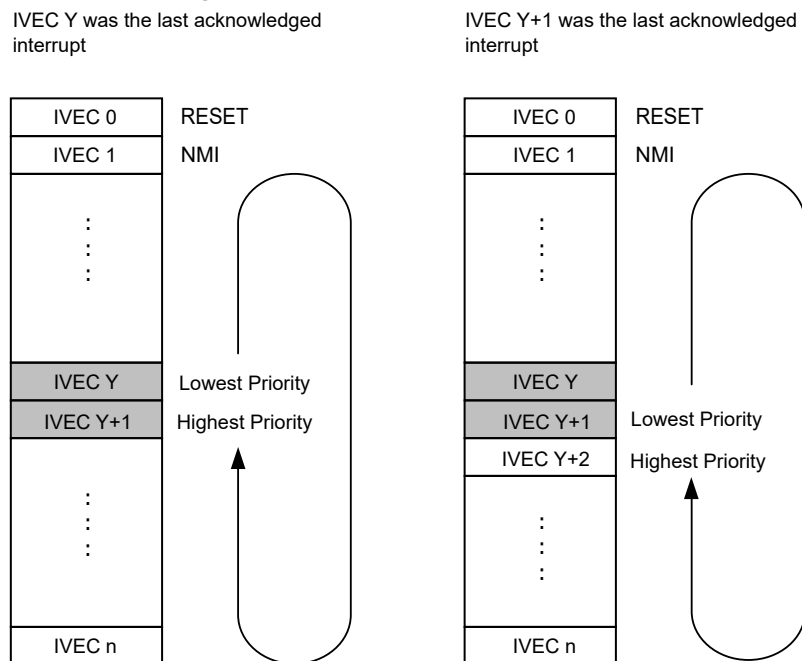 IVEC Y was the last acknowledged
interrupt
IVEC 0 RESET
IVEC 1 NMI
IVEC Y Lowest Priority
IVEC Y+1 Highest Priority
IVEC n
IVEC Y+1 was the last acknowledged
interrupt
IVEC 0 RESET
IVEC 1 NMI
IVEC Y
IVEC Y+1 Lowest Priority
IVEC Y+2 Highest Priority
IVEC n